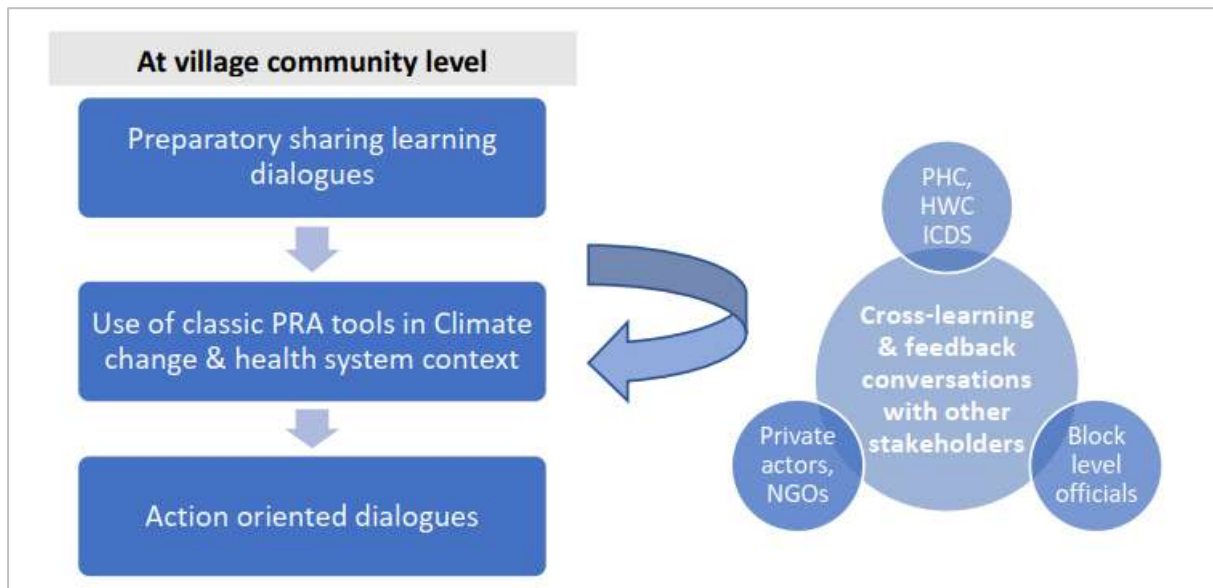 At village community level
Preparatory sharing learning
dialogues
Use of classic PRA tools in Climate
change & health system context
Action oriented dialogues
PHC,
HWC
ICDS
Cross-learning
& feedback
conversations
with other
stakeholders
Private
actors,
NGOs
Block
level
officials